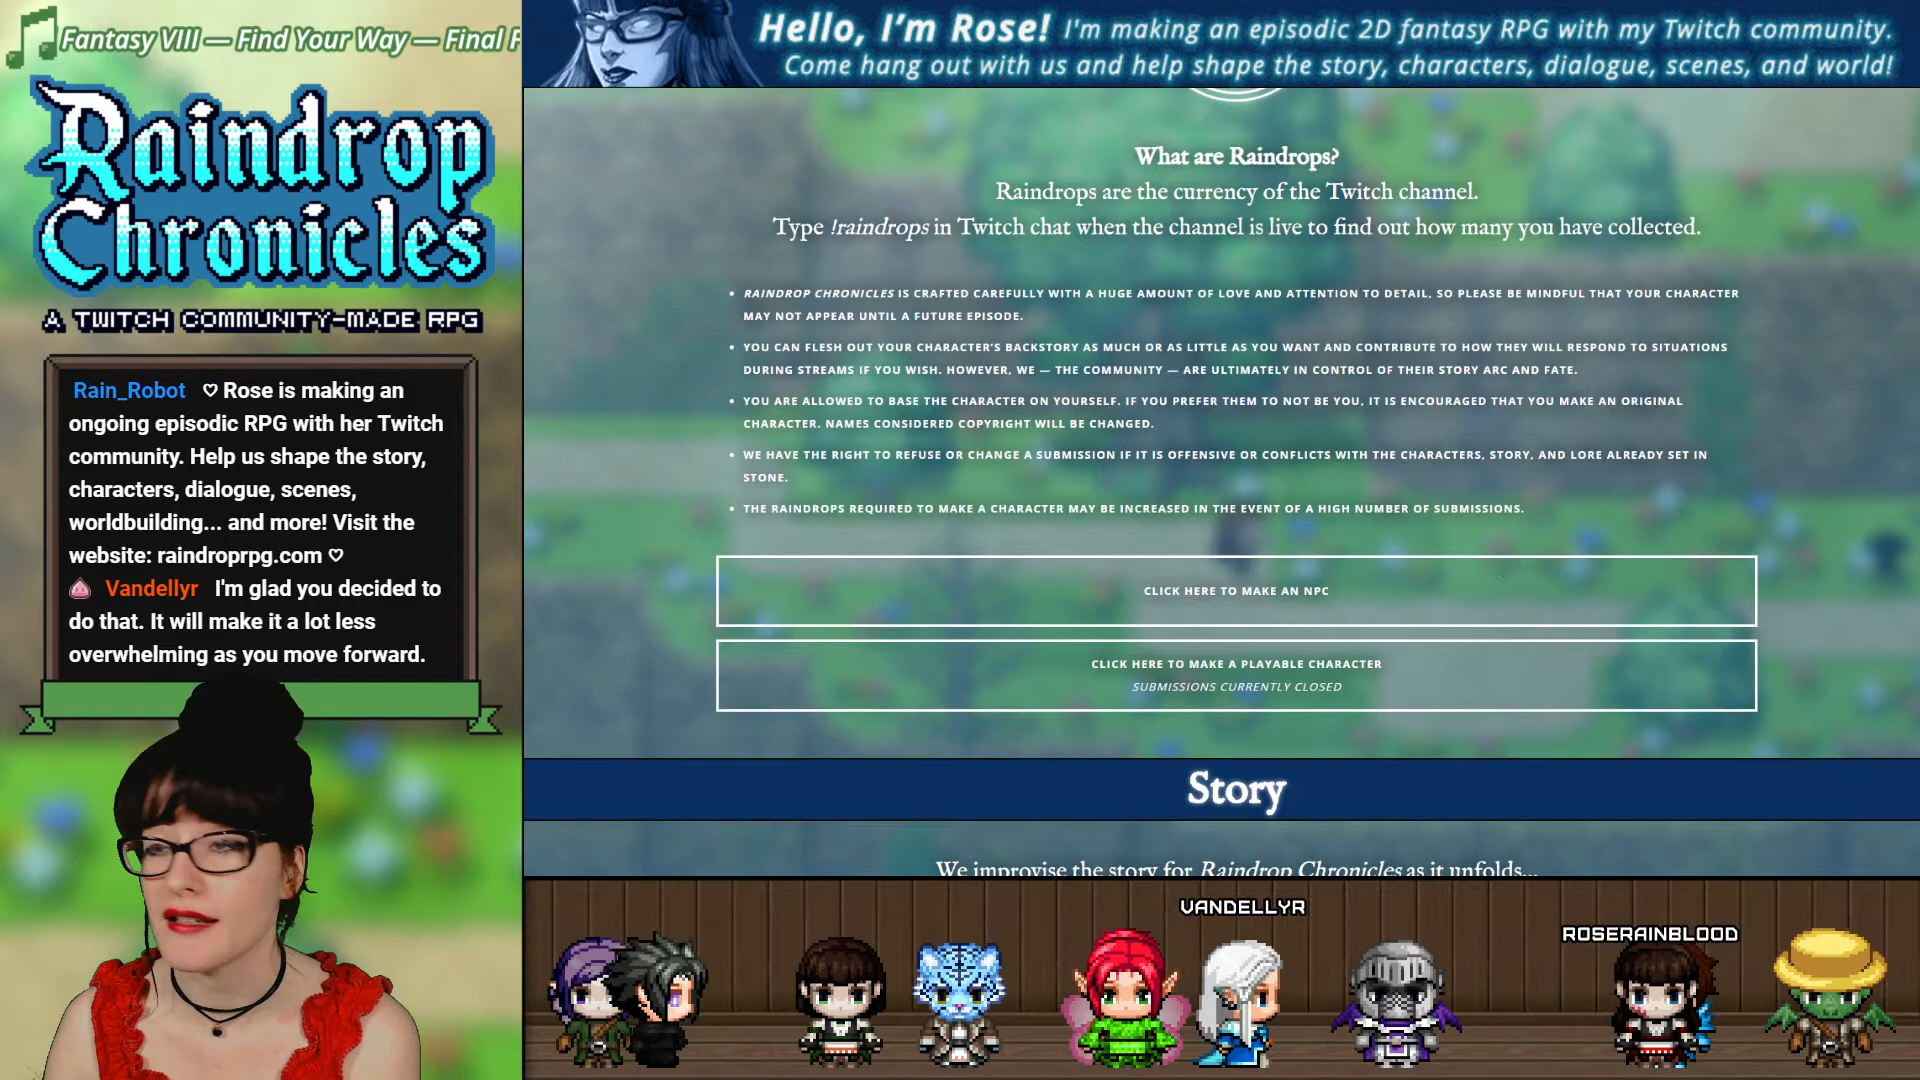 Fantasy VIII — Find Your Way — Final F
Raindrop
Chronicles
A TWITCH COMMUNITY-MADE RPG
Rain_Robot ♡ Rose is making an
ongoing episodic RPG with her Twitch
community. Help us shape the story,
characters, dialogue, scenes,
worldbuilding... and more! Visit the
website: raindroprpg.com ♡
Vandellyr I'm glad you decided to
do that. It will make it a lot less
overwhelming as you move forward.
Hello, I'm Rose! I'm making an episodic 2D fantasy RPG with my Twitch community.
Come hang out with us and help shape the story, characters, dialogue, scenes, and world!
What are Raindrops?
Raindrops are the currency of the Twitch channel.
Type !raindrops in Twitch chat when the channel is live to find out how many you have collected.
• RAINDROP CHRONICLES IS CRAFTED CAREFULLY WITH A HUGE AMOUNT OF LOVE AND ATTENTION TO DETAIL, SO PLEASE BE MINDFUL THAT YOUR CHARACTER
MAY NOT APPEAR UNTIL A FUTURE EPISODE.
• YOU CAN FLESH OUT YOUR CHARACTER'S BACKSTORY AS MUCH OR AS LITTLE AS YOU WANT AND CONTRIBUTE TO HOW THEY WILL RESPOND TO SITUATIONS
DURING STREAMS IF YOU WISH. HOWEVER, WE — THE COMMUNITY — ARE ULTIMATELY IN CONTROL OF THEIR STORY ARC AND FATE.
• YOU ARE ALLOWED TO BASE THE CHARACTER ON YOURSELF. IF YOU PREFER THEM TO NOT BE YOU, IT IS ENCOURAGED THAT YOU MAKE AN ORIGINAL
CHARACTER. NAMES CONSIDERED COPYRIGHT WILL BE CHANGED.
• WE HAVE THE RIGHT TO REFUSE OR CHANGE A SUBMISSION IF IT IS OFFENSIVE OR CONFLICTS WITH THE CHARACTERS, STORY, AND LORE ALREADY SET IN
STONE.
• THE RAINDROPS REQUIRED TO MAKE A CHARACTER MAY BE INCREASED IN THE EVENT OF A HIGH NUMBER OF SUBMISSIONS.
CLICK HERE TO MAKE AN NPC
CLICK HERE TO MAKE A PLAYABLE CHARACTER
SUBMISSIONS CURRENTLY CLOSED
Story
We improvise the story for Raindrop Chronicles as it unfolds...
VANDELLYR
ROSERAINBLOOD